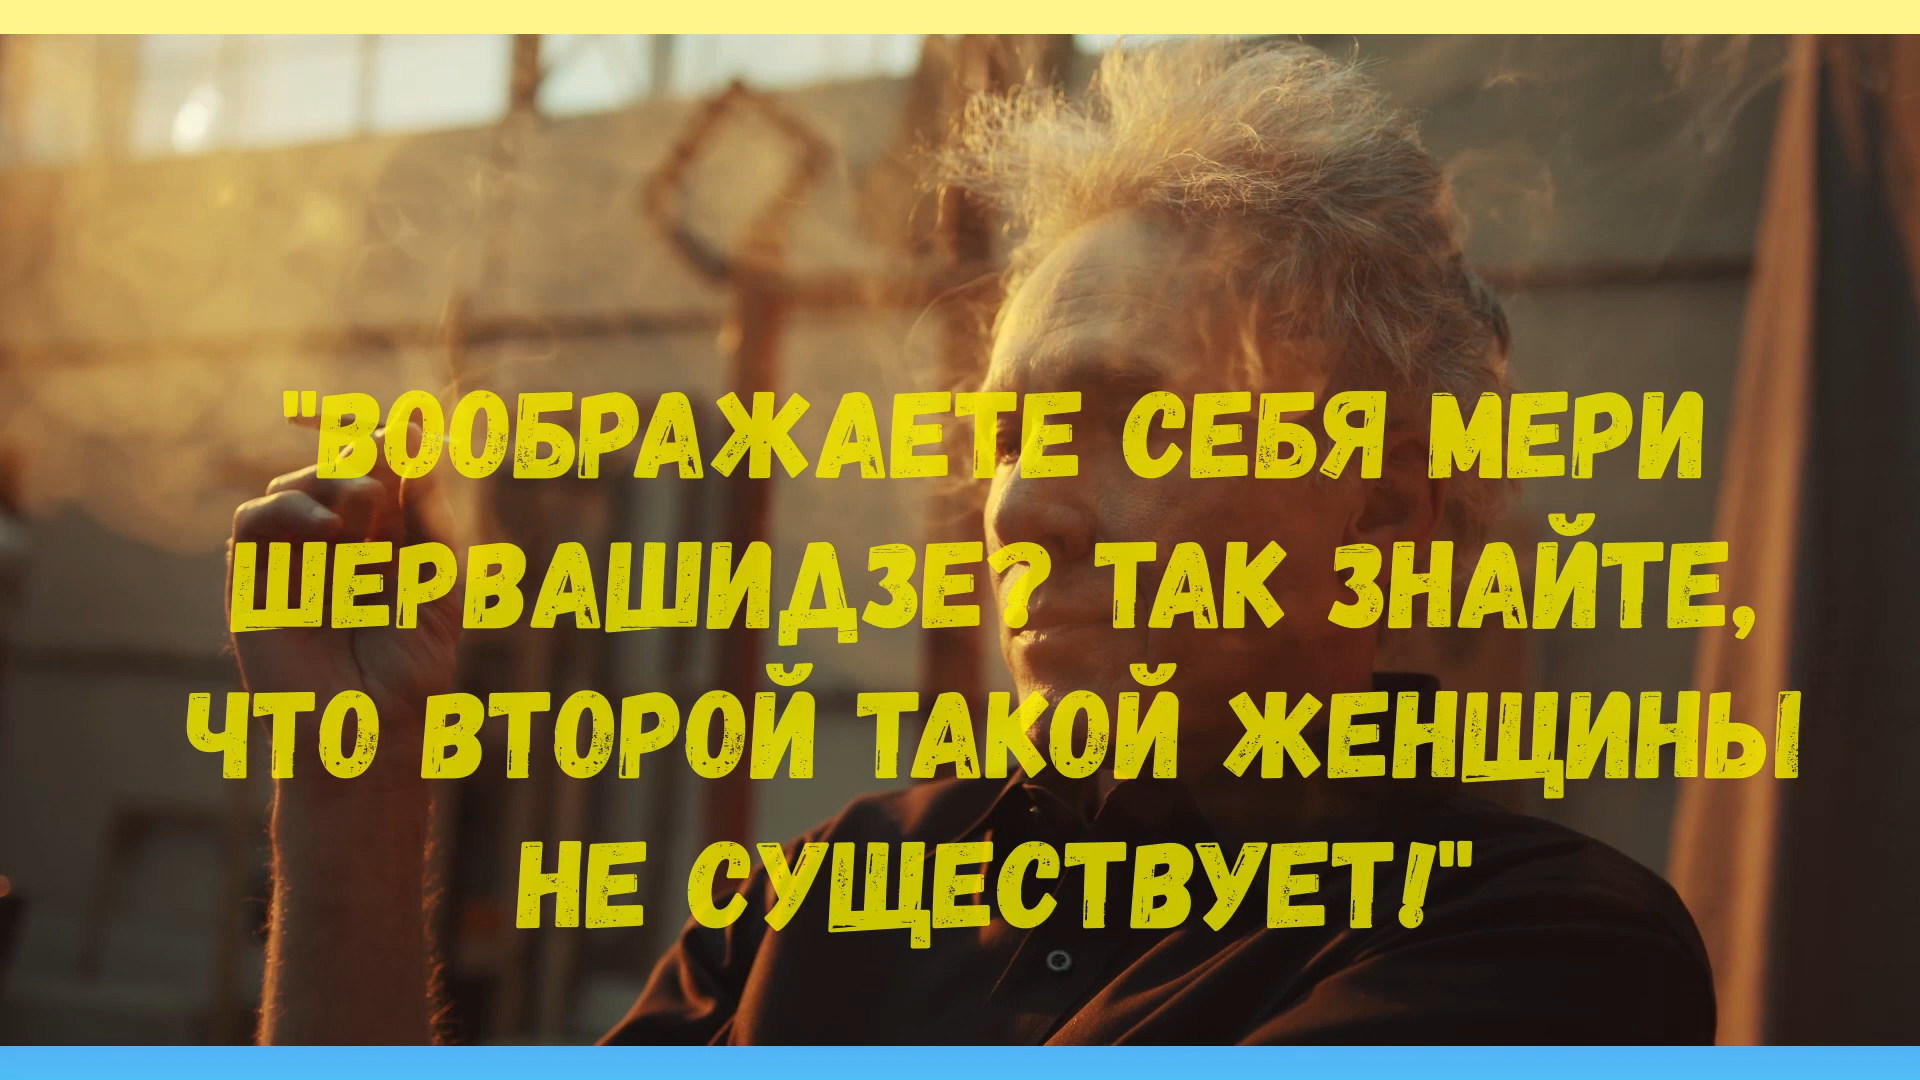 "ВООБРАЖАЕТЕ СЕБЯ МЕРИ
ШЕРВАШИДЗЕ? ТАК ЗНАЙТЕ,
ЧТО ВТОРОЙ ТАКОЙ ЖЕНЩИНЫ
НЕ СУЩЕСТВУЕТ!"